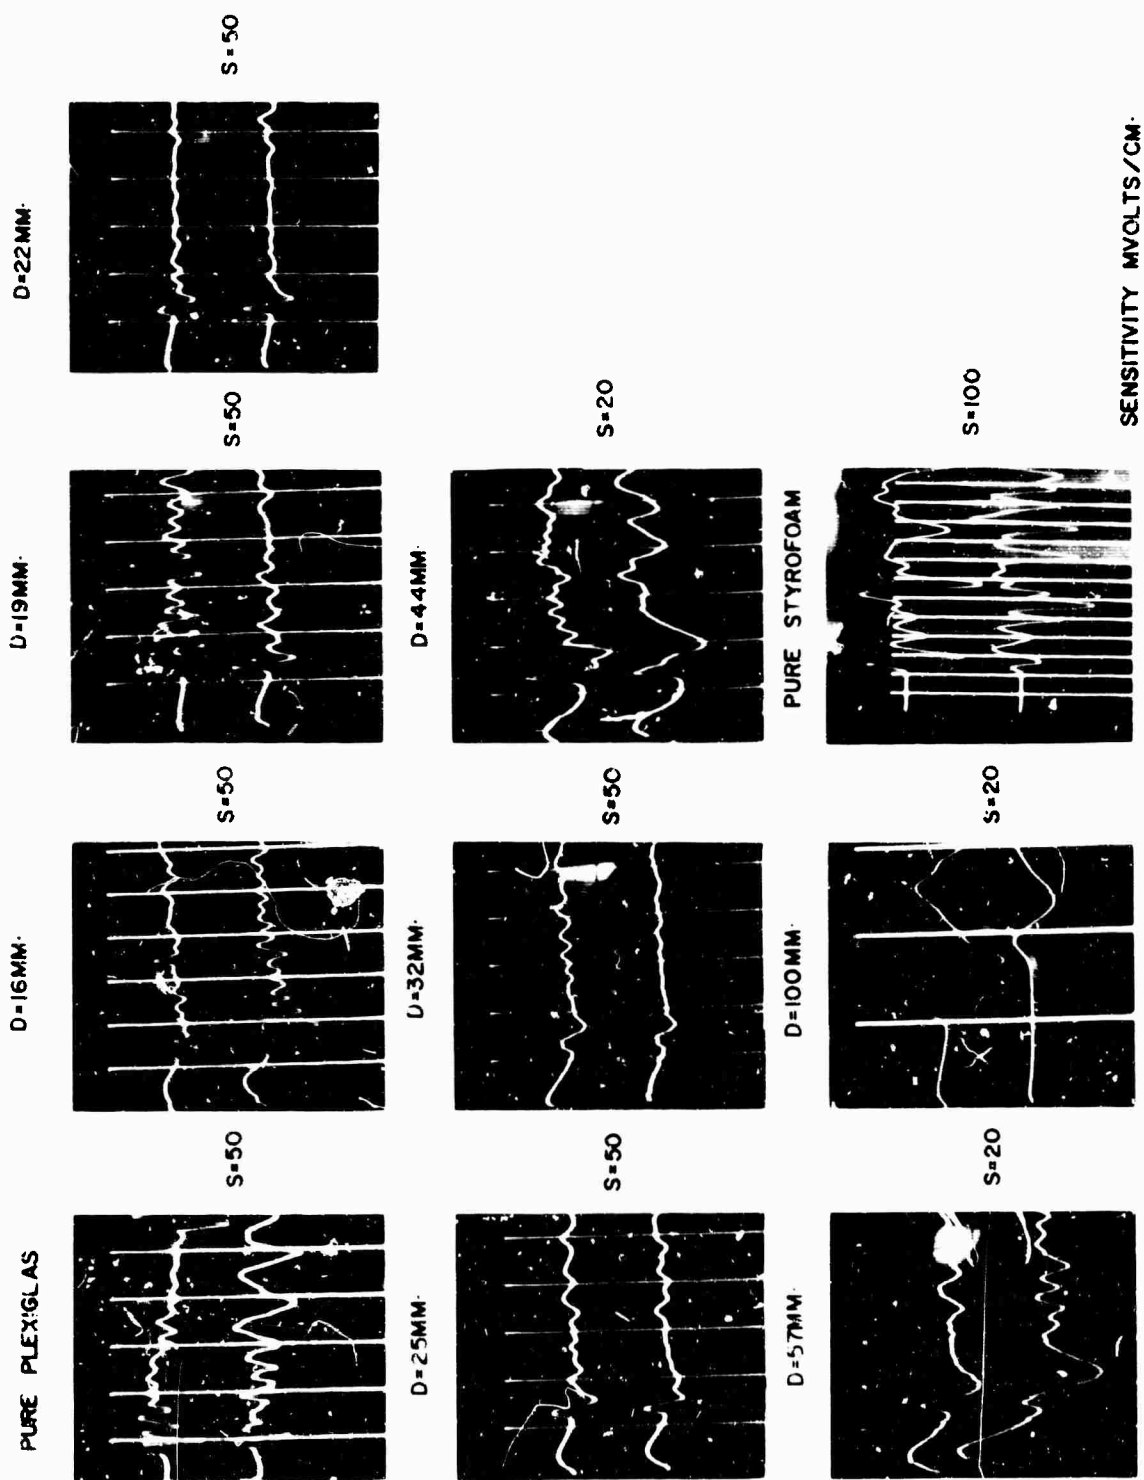 PURE PLEXIGLAS
D=16MM.
D=19MM.
D=22MM.
S=50
S=50
S=50
S=50
D=25MM.
D=32MM.
D=44MM.
S=50
S=50
S=20
D=57MM.
D=100MM.
PURE STYROFOAM
S=20
S=20
S=100
SENSITIVITY MVOLTS/CM.